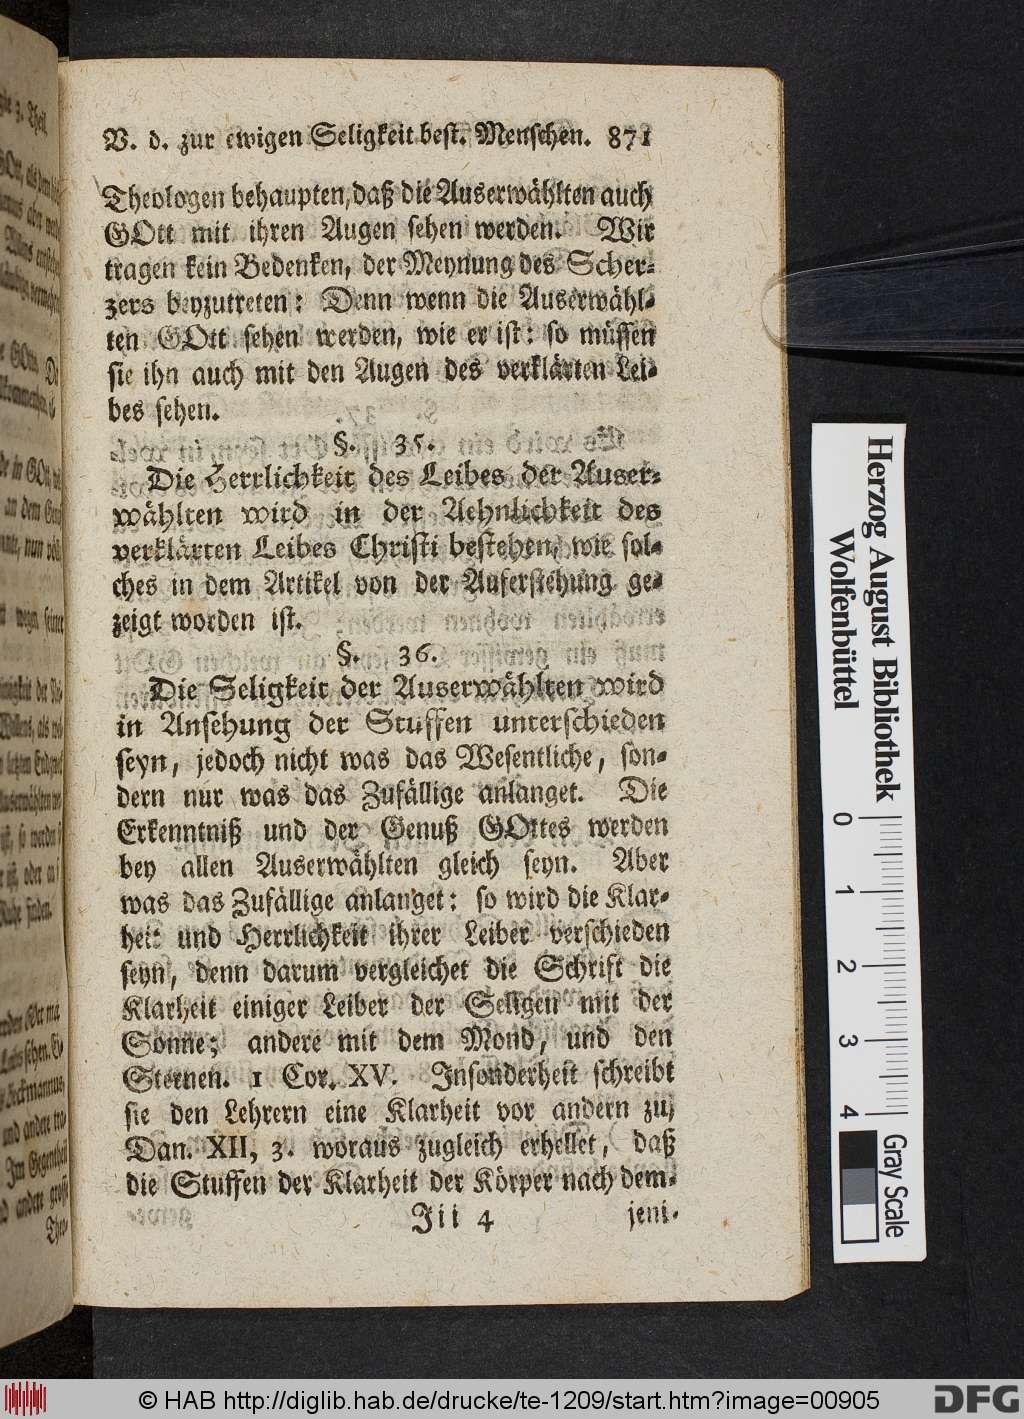 V. d. zur ewigen Seligkeit best. Menschen. 871
Theologen behaupten, daß die Auserwählten auch
GOtt mit ihren Augen sehen werden. Wir
tragen kein Bedenken, der Meynung des Scher-
zers beyzutreten: Denn wenn die Auserwähl-
ten GOtt sehen werden, wie er ist: so müssen
sie ihn auch mit den Augen des verklärten Lei-
bes sehen.
§. 35.
Die Herrlichkeit des Leibes der Auser-
wählten wird in der Aehnlichkeit des
verklärten Leibes Christi bestehen, wie sol-
ches in dem Artikel von der Auferstehung ge-
zeigt worden ist.
§. 36.
Die Seligkeit der Auserwählten wird
in Ansehung der Stuffen unterschieden
seyn, jedoch nicht was das Wesentliche, son-
dern nur was das Zufällige anlanget. Die
Erkenntniß und der Genuß GOttes werden
bey allen Auserwählten gleich seyn. Aber
was das Zufällige anlanget: so wird die Klar-
heit und Herrlichkeit ihrer Leiber verschieden
seyn, denn darum vergleichet die Schrift die
Klarheit einiger Leiber der Seligen mit der
Sonne; andere mit dem Mond, und den
Sternen. 1 Cor. XV. Insonderheit schreibt
sie den Lehrern eine Klarheit vor andern zu,
Dan. XII, 3. woraus zugleich erhellet, daß
die Stuffen der Klarheit der Körper nach dem-
Jii 4 jeni-
Herzog August Bibliothek
Wolfenbüttel
0 1 2 3 4
Gray Scale
© HAB http://diglib.hab.de/drucke/te-1209/start.htm?image=00905
DFG